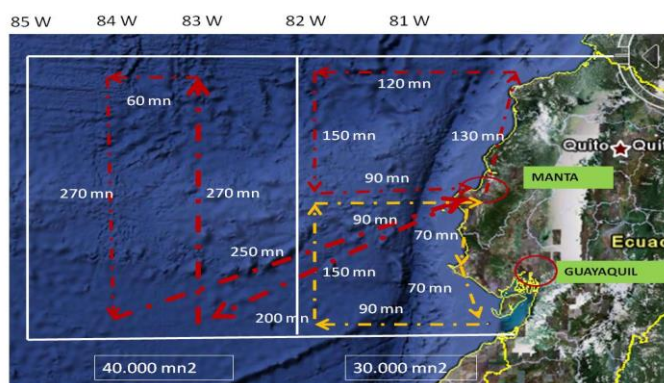 85 W 84 W 83 W 82 W 81 W
60 mn
120 mn
150 mn
130 mn
Quito Quit
MANTA
270 mn
270 mn
90 mn
90 mn
70 mn
Ecuad
250 mn
150 mn
GUAYAQUIL
70 mn
200 mn
90 mn
40.000 mn2
30.000 mn2